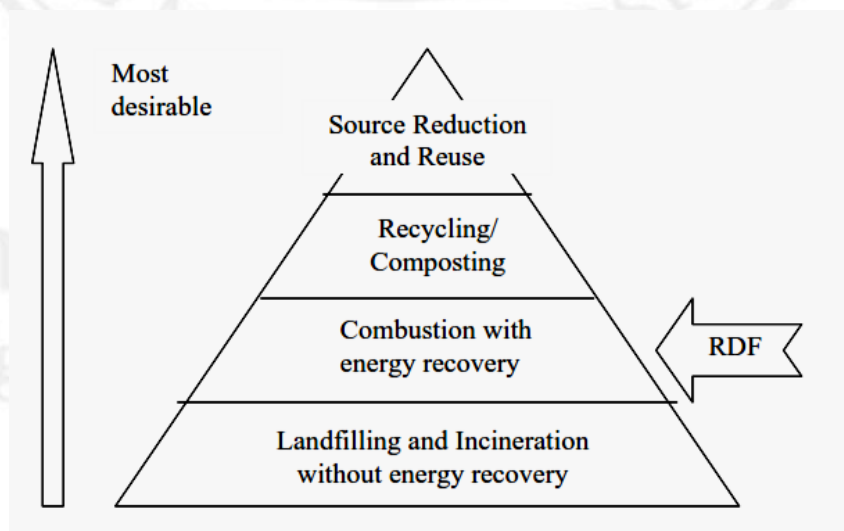 Most
desirable
Source Reduction
and Reuse
Recycling/
Composting
Combustion with
energy recovery
RDF
Landfilling and Incineration
without energy recovery